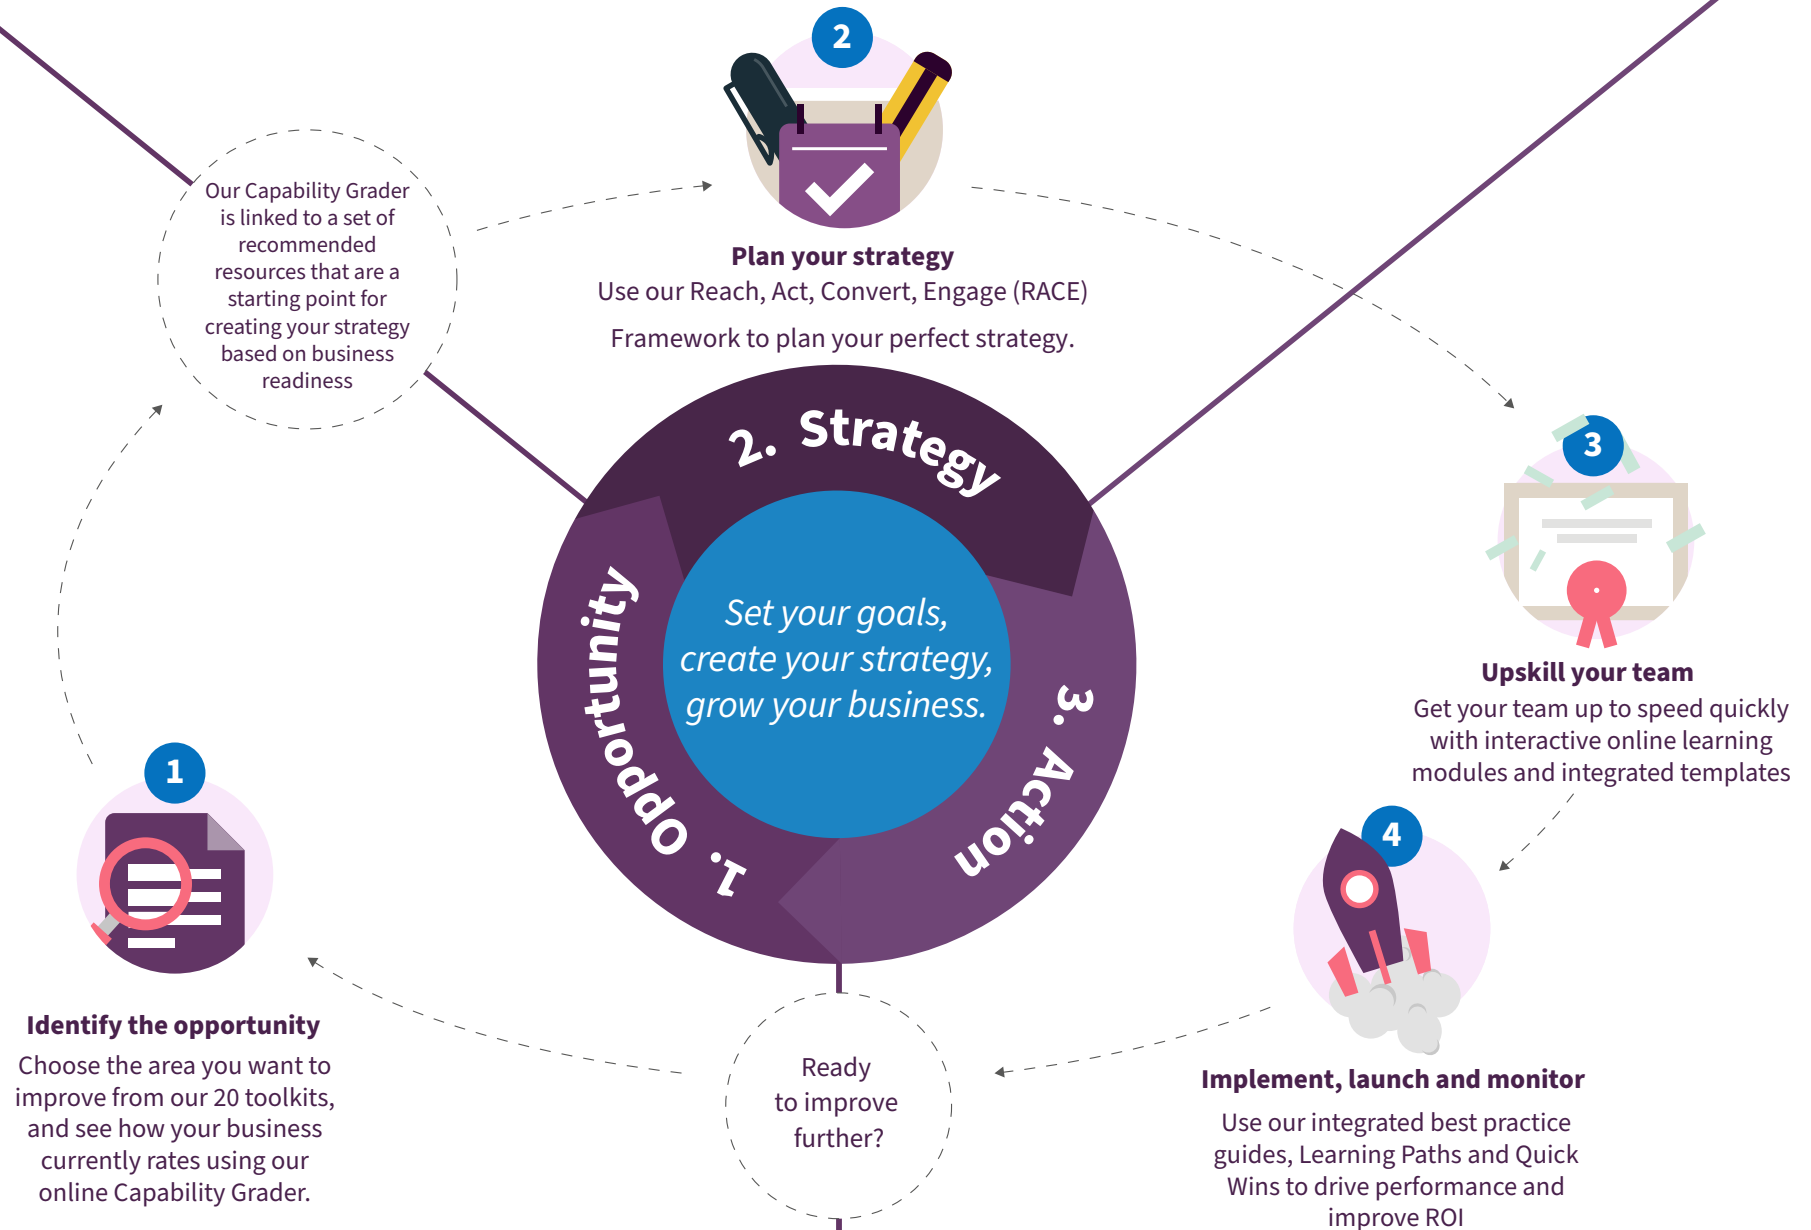 2
Our Capability Grader
is linked to a set of
recommended
resources that are a
starting point for
creating your strategy
based on business
readiness
Plan your strategy
Use our Reach, Act, Convert, Engage (RACE)
Framework to plan your perfect strategy.
2. Strategy
3
Upskill your team
Get your team up to speed quickly
with interactive online learning
modules and integrated templates
Set your goals,
create your strategy,
grow your business.
1. Opportunity
3. Action
1
Identify the opportunity
Choose the area you want to
improve from our 20 toolkits,
and see how your business
currently rates using our
online Capability Grader.
Ready
to improve
further?
4
Implement, launch and monitor
Use our integrated best practice
guides, Learning Paths and Quick
Wins to drive performance and
improve ROI